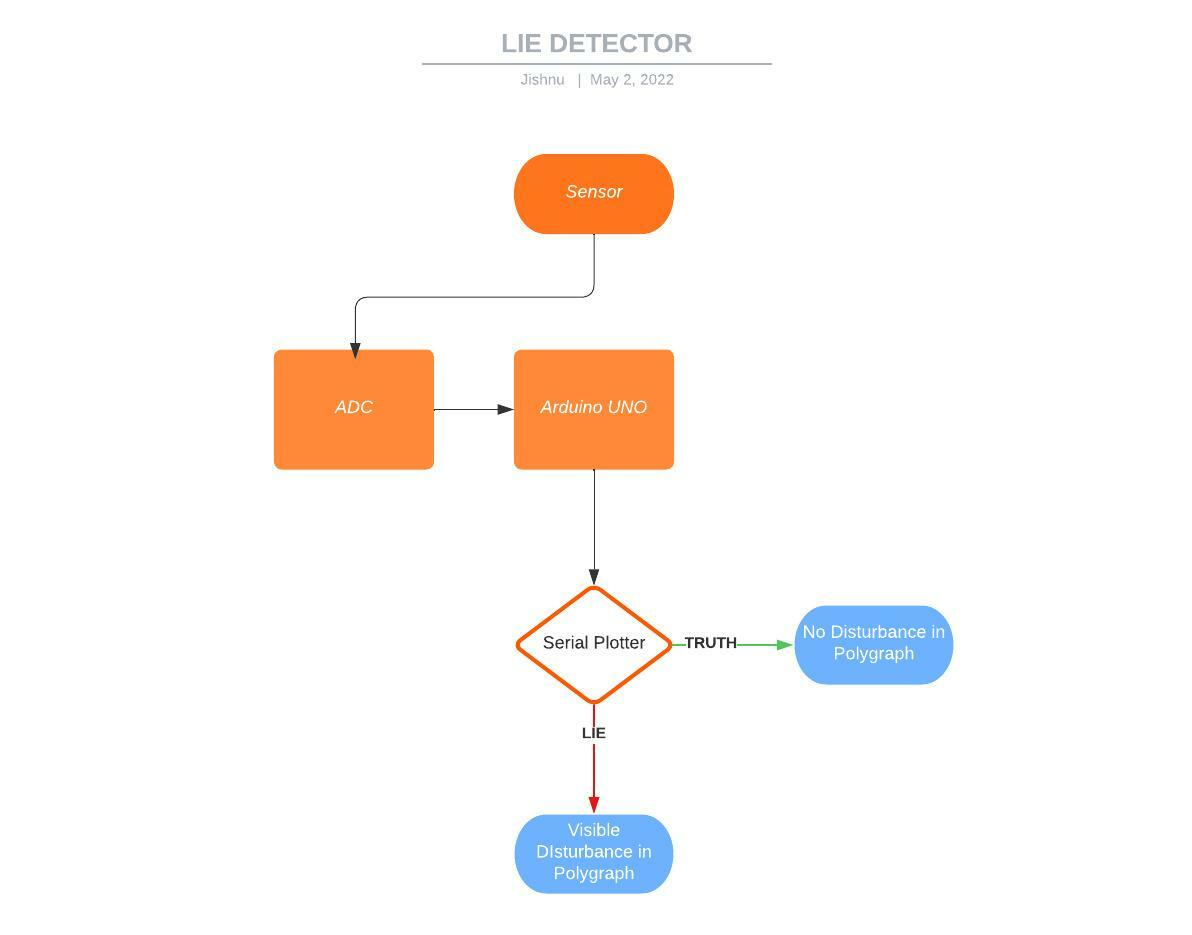 LIE DETECTOR
Jishnu | May 2, 2022
Sensor
ADC
Arduino UNO
Serial Plotter
TRUTH
No Disturbance in
Polygraph
LIE
Visible
DIsturbance in
Polygraph